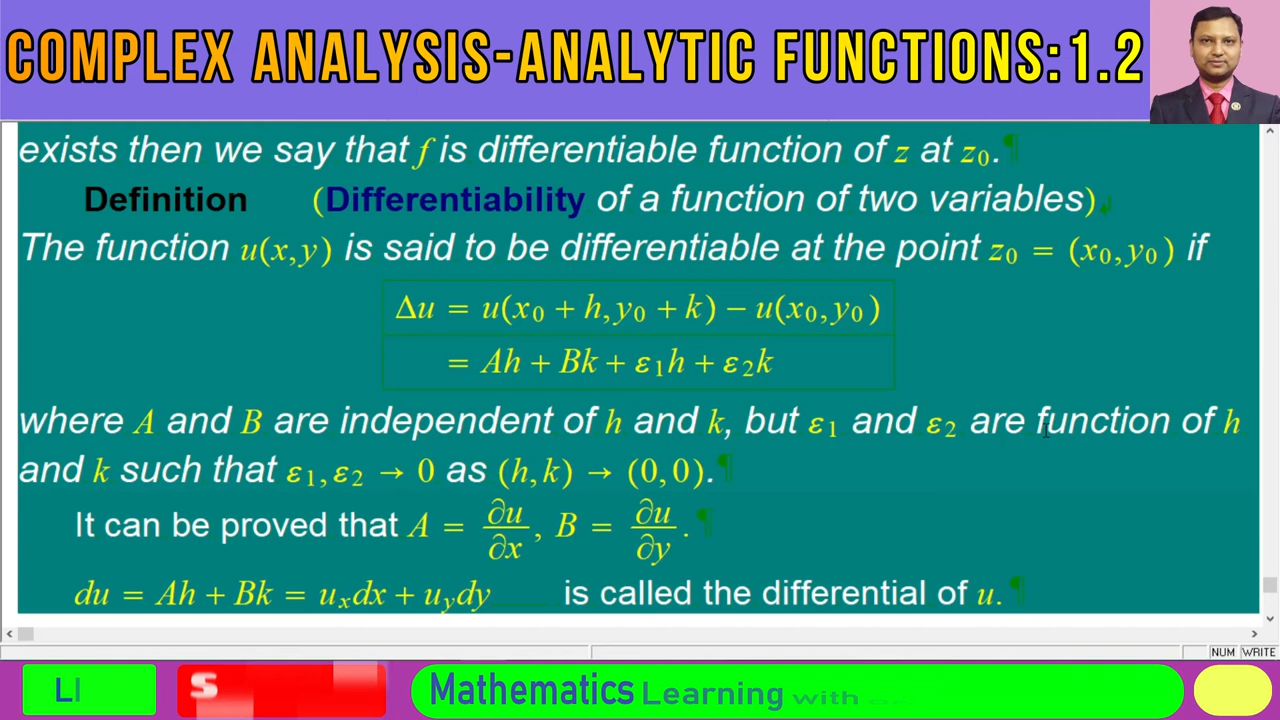 COMPLEX ANALYSIS-ANALYTIC FUNCTIONS:1.2
exists then we say that f is differentiable function of z at z₀.¶
Definition (Differentiability of a function of two variables)↲
The function u(x,y) is said to be differentiable at the point z₀ = (x₀,y₀) if
Δu = u(x₀ + h, y₀ + k) − u(x₀,y₀)
= Ah + Bk + ε₁h + ε₂k
where A and B are independent of h and k, but ε₁ and ε₂ are function of h
and k such that ε₁,ε₂ → 0 as (h,k) → (0,0).¶
It can be proved that A = ∂u/∂x, B = ∂u/∂y.¶
du = Ah + Bk = uₓdx + u_y dy is called the differential of u.¶
NUM WRITE
LI S Mathematics Learning with